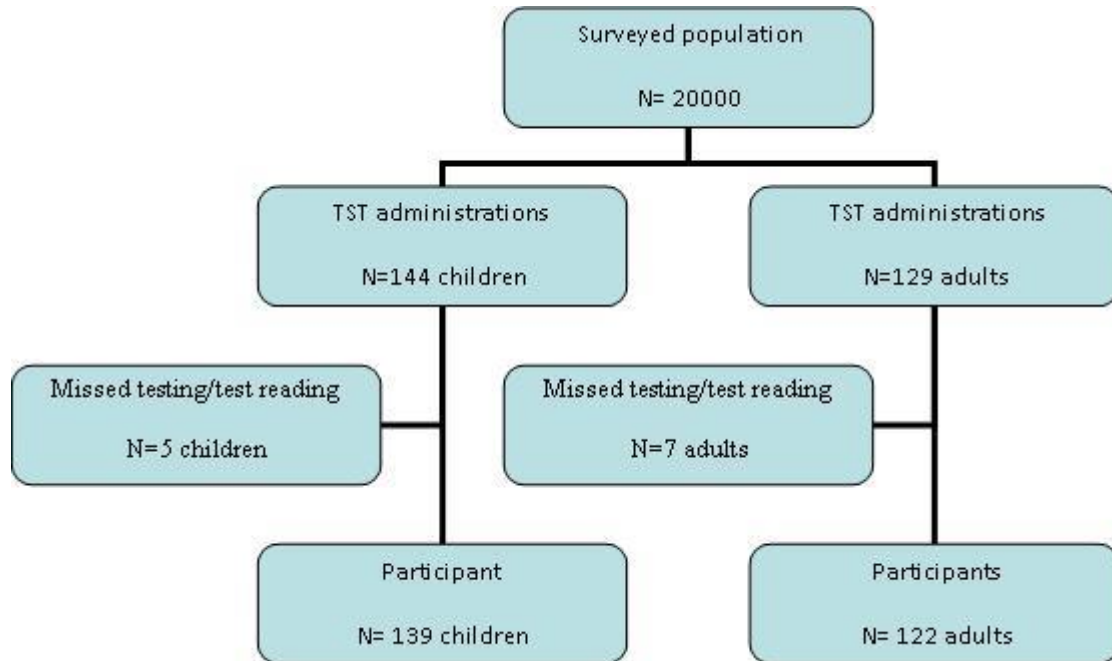 Surveyed population
N= 20000
TST administrations
N=144 children
TST administrations
N=129 adults
Missed testing/test reading
N=5 children
Missed testing/test reading
N=7 adults
Participant
N= 139 children
Participants
N= 122 adults